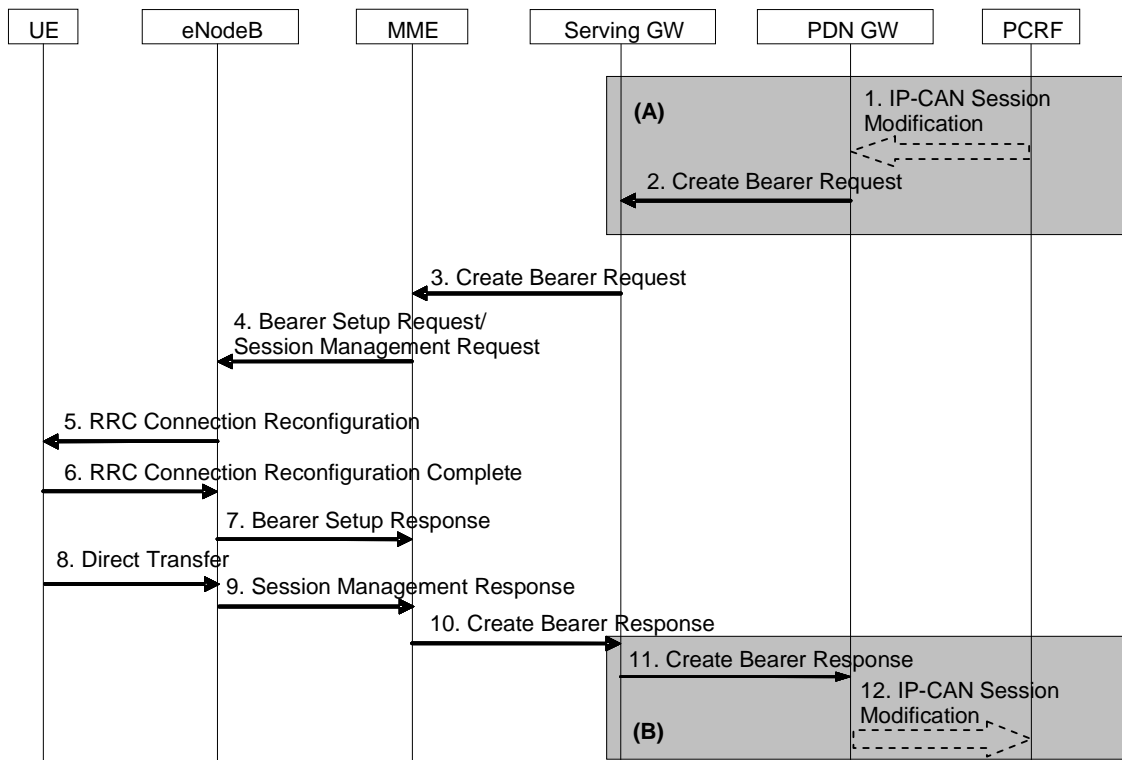 UE
eNodeB
MME
Serving GW
PDN GW
PCRF
(A)
1. IP-CAN Session
Modification
2. Create Bearer Request
3. Create Bearer Request
4. Bearer Setup Request/
Session Management Request
5. RRC Connection Reconfiguration
6. RRC Connection Reconfiguration Complete
7. Bearer Setup Response
8. Direct Transfer
9. Session Management Response
10. Create Bearer Response
11. Create Bearer Response
12. IP-CAN Session
Modification
(B)